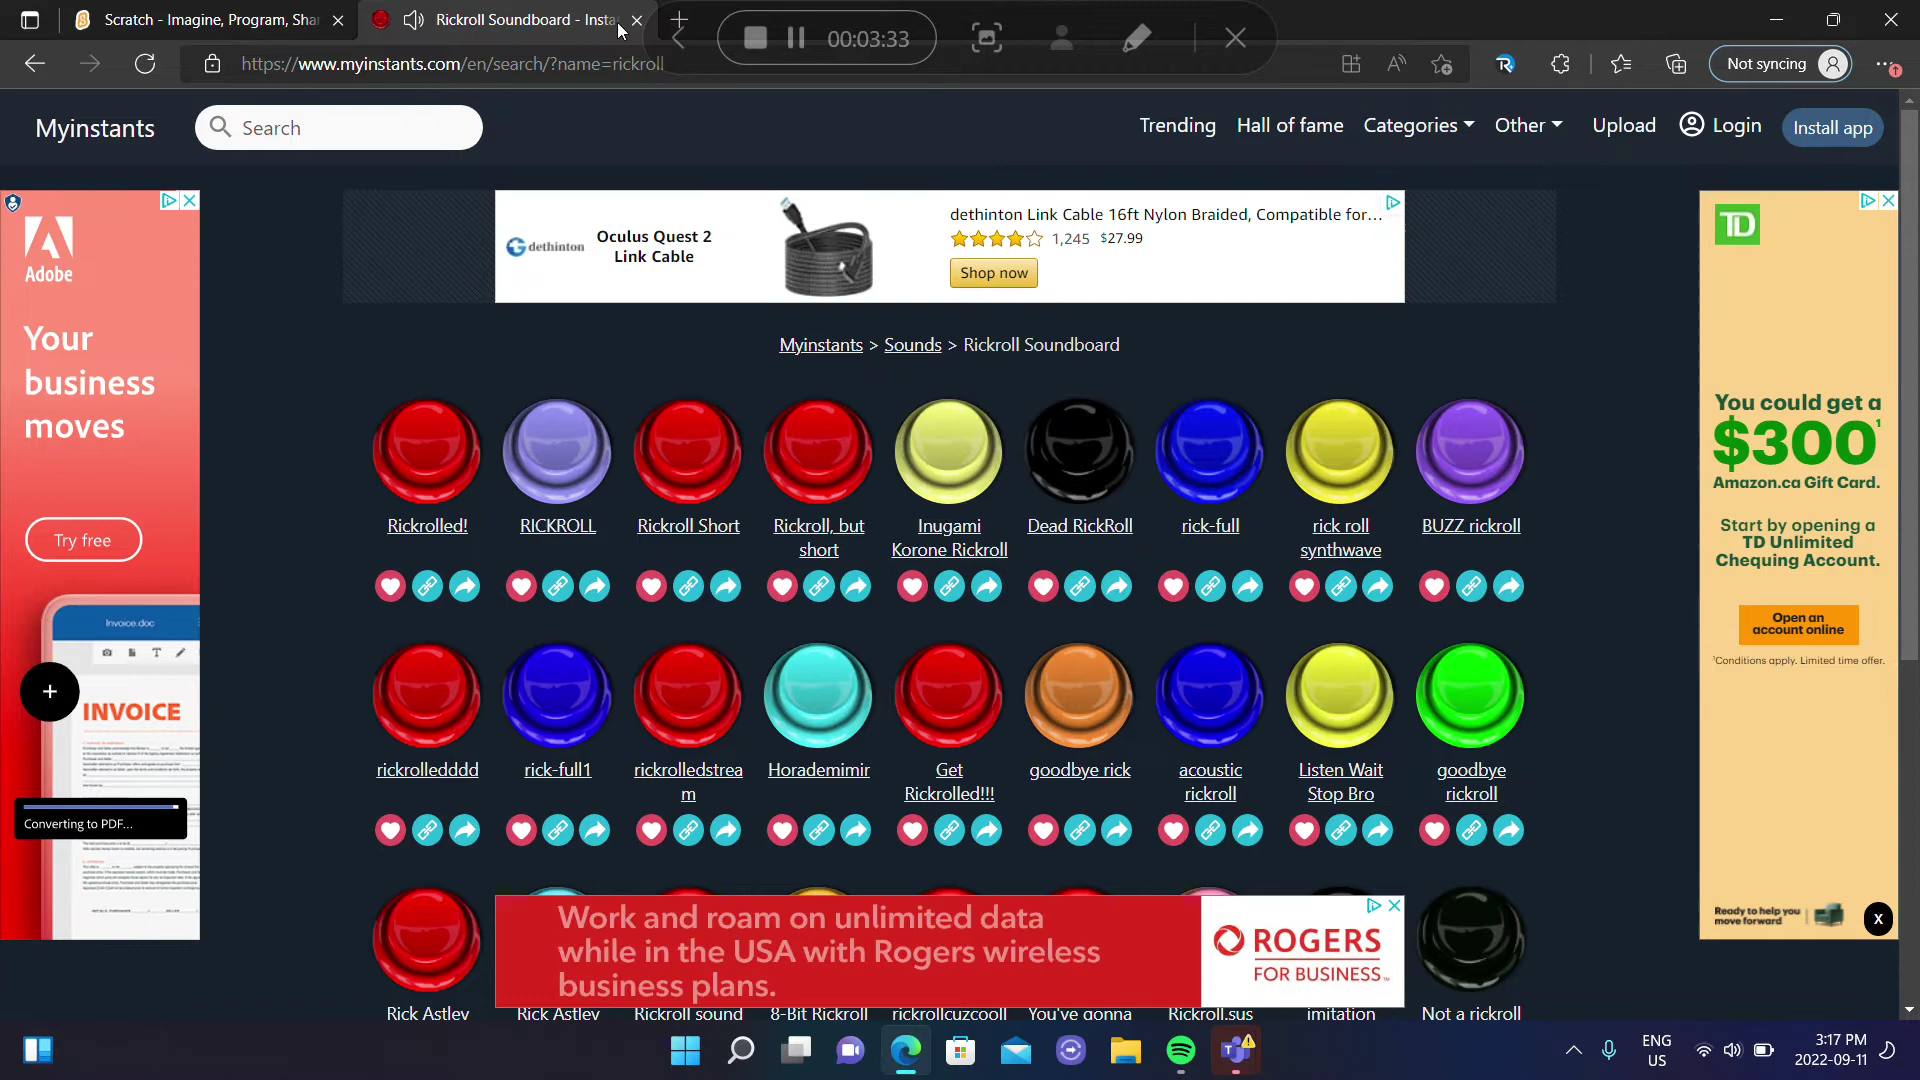 Scratch - Imagine, Program, Shar
Rickroll Soundboard - Insta
00:03:33
https://www.myinstants.com/en/search/?name=rickroll
Not syncing
Myinstants
Search
Trending
Hall of fame
Categories
Other
Upload
Login
Install app
Adobe
Your
business
moves
Try free
Invoice.doc
INVOICE
Converting to PDF...
dethinton
Oculus Quest 2
Link Cable
dethinton Link Cable 16ft Nylon Braided, Compatible for...
1,245 $27.99
Shop now
TD
You could get a
$300¹
Amazon.ca Gift Card.
Start by opening a
TD Unlimited
Chequing Account.
Open an
account online
¹Conditions apply. Limited time offer.
Ready to help you
move forward
X
Myinstants > Sounds > Rickroll Soundboard
Rickrolled!
RICKROLL
Rickroll Short
Rickroll, but
short
Inugami
Korone Rickroll
Dead RickRoll
rick-full
rick roll
synthwave
BUZZ rickroll
rickrolledddd
rick-full1
rickrolledstrea
m
Horademimir
Get
Rickrolled!!!
goodbye rick
acoustic
rickroll
Listen Wait
Stop Bro
goodbye
rickroll
Work and roam on unlimited data
while in the USA with Rogers wireless
business plans.
ROGERS
FOR BUSINESS™
Rick Astley
Rick Astley
Rickroll sound
8-Bit Rickroll
rickrollcuzcooll
You've gonna
Rickroll.sus
imitation
Not a rickroll
ENG
US
3:17 PM
2022-09-11